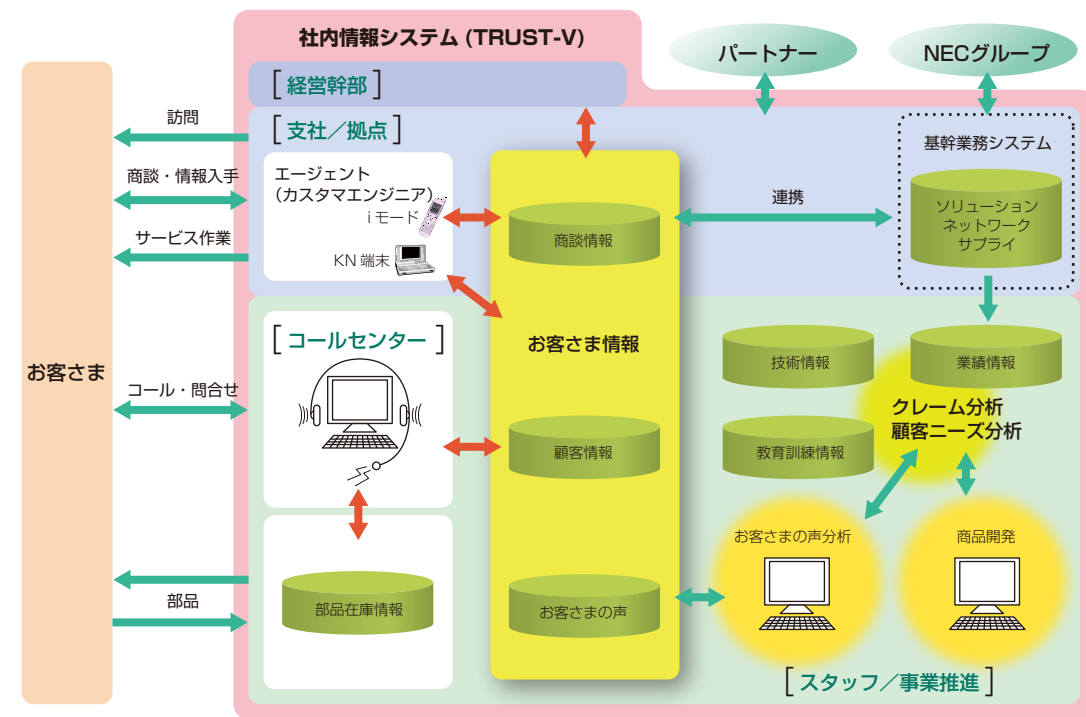 社内情報システム (TRUST-V)
パートナー
NECグループ
[経営幹部]
[支社／拠点]
訪問
商談・情報入手
サービス作業
エージェント
(カスタマエンジニア)
iモード
KN 端末
商談情報
連携
基幹業務システム
ソリューション
ネットワーク
サプライ
お客さま
コール・問合せ
[コールセンター]
お客さま情報
技術情報
業績情報
クレーム分析
顧客ニーズ分析
顧客情報
教育訓練情報
お客さまの声分析
商品開発
部品
部品在庫情報
お客さまの声
[スタッフ／事業推進]